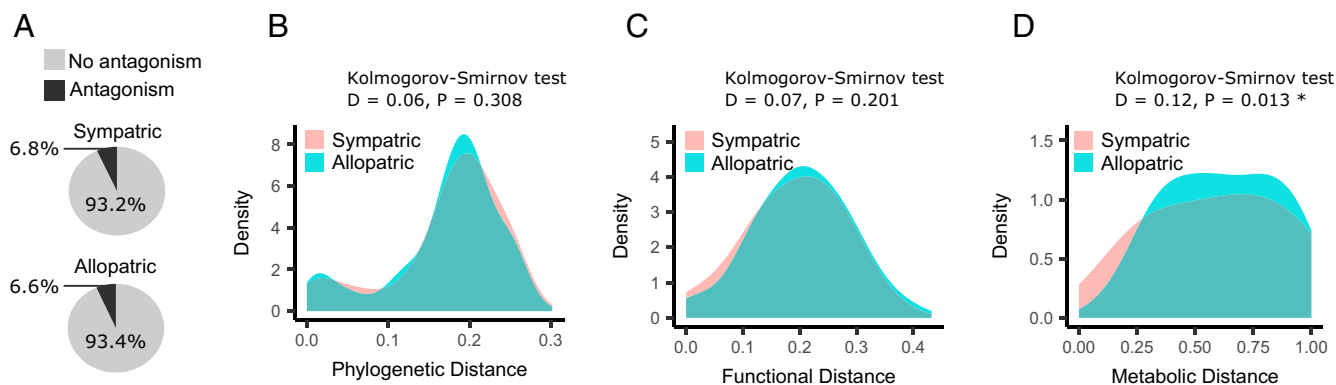 A
No antagonism
Antagonism
Sympatric
6.8%
93.2%
Allopatric
6.6%
93.4%
B
Kolmogorov-Smirnov test
D = 0.06, P = 0.308
Sympatric
Allopatric
Density
8
6
4
2
0
0.0 0.1 0.2 0.3
Phylogenetic Distance
C
Kolmogorov-Smirnov test
D = 0.07, P = 0.201
Sympatric
Allopatric
Density
5
4
3
2
1
0
0.0 0.1 0.2 0.3 0.4
Functional Distance
D
Kolmogorov-Smirnov test
D = 0.12, P = 0.013 *
Sympatric
Allopatric
Density
1.5
1.0
0.5
0.0
0.00 0.25 0.50 0.75 1.00
Metabolic Distance